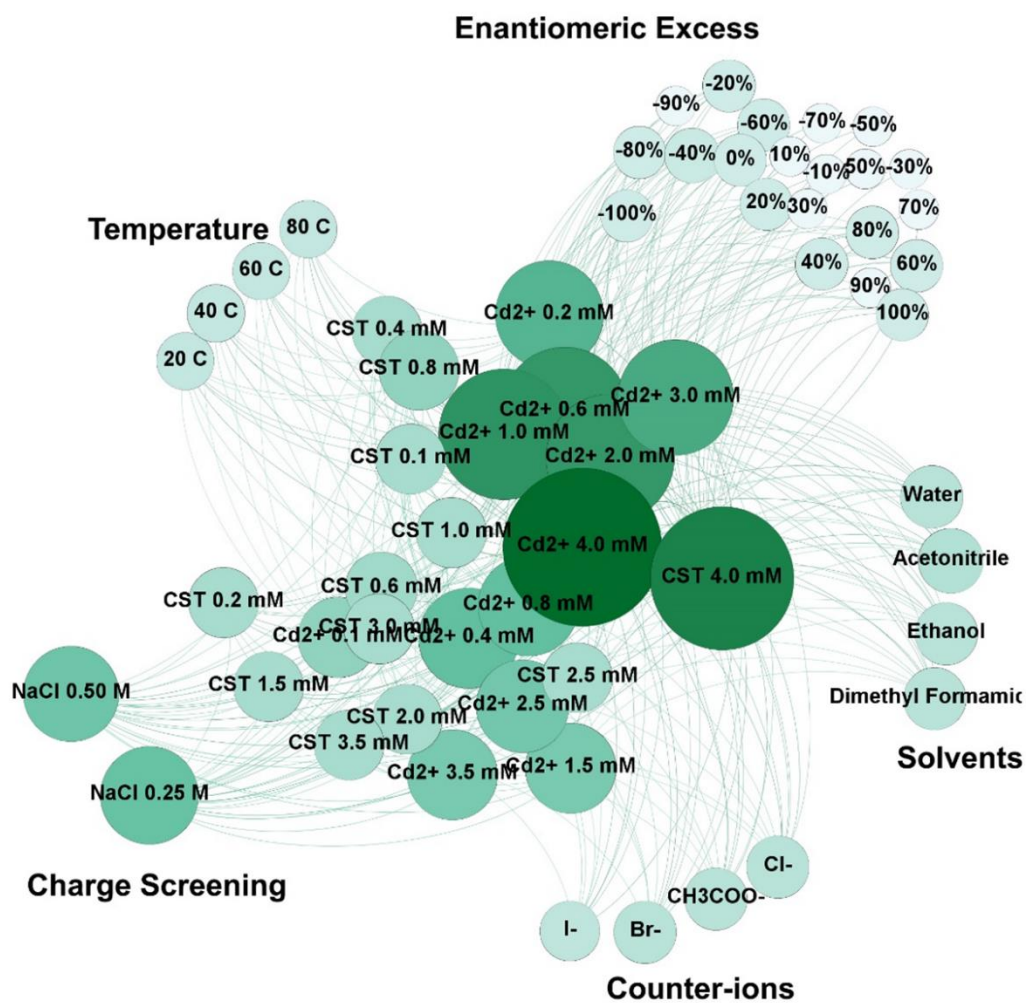 Enantiomeric Excess
-20%
-90%
-60%
-70%
-50%
-80%
-40%
0%
10%
-10%
50%
-30%
-100%
20%
30%
70%
80%
40%
60%
90%
100%
Temperature
80 C
60 C
40 C
20 C
CST 0.4 mM
Cd2+ 0.2 mM
CST 0.8 mM
Cd2+ 3.0 mM
Cd2+ 0.6 mM
Cd2+ 1.0 mM
CST 0.1 mM
Cd2+ 2.0 mM
CST 1.0 mM
Cd2+ 4.0 mM
CST 4.0 mM
Water
Acetonitrile
Ethanol
Dimethyl Formamic
Solvents
CST 0.6 mM
CST 0.2 mM
Cd2+ 0.8 mM
CST 3.0 mM
Cd2+ 0.1 mM
Cd2+ 0.4 mM
CST 1.5 mM
CST 2.5 mM
Cd2+ 2.5 mM
CST 2.0 mM
CST 3.5 mM
Cd2+ 3.5 mM
Cd2+ 1.5 mM
NaCl 0.50 M
NaCl 0.25 M
Charge Screening
Cl-
CH3COO-
I-
Br-
Counter-ions